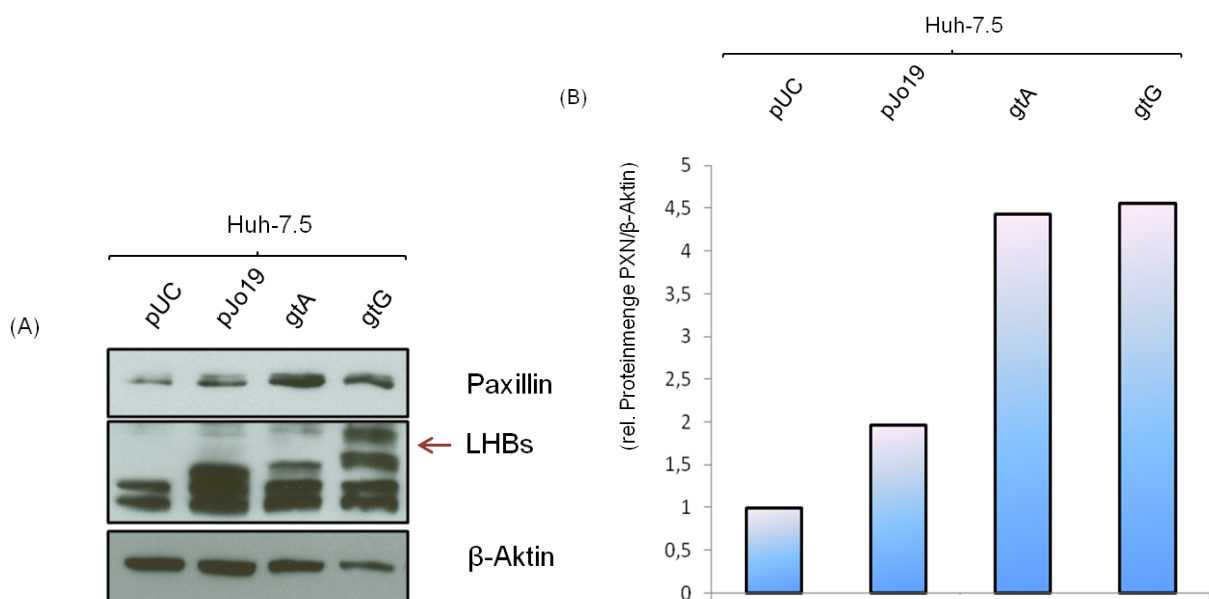 (A)
Huh-7.5
pUC pJo19 gtA gtG
Paxillin
LHBs
β-Aktin
(B)
Huh-7.5
pUC pJo19 gtA gtG
(rel. Proteinmenge PXN/β-Aktin)
5
4,5
4
3,5
3
2,5
2
1,5
1
0,5
0